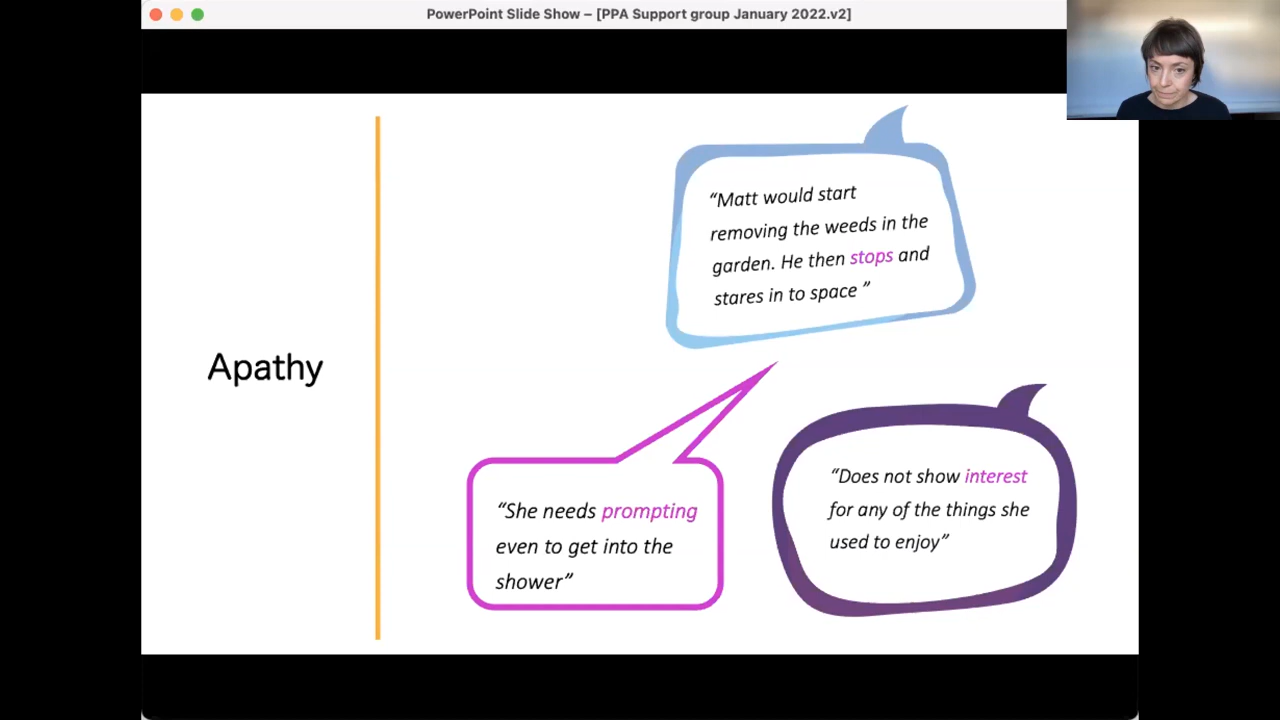 PowerPoint Slide Show – [PPA Support group January 2022.v2]
Apathy
“Matt would start
removing the weeds in the
garden. He then stops and
stares in to space ”
“She needs prompting
even to get into the
shower”
“Does not show interest
for any of the things she
used to enjoy”